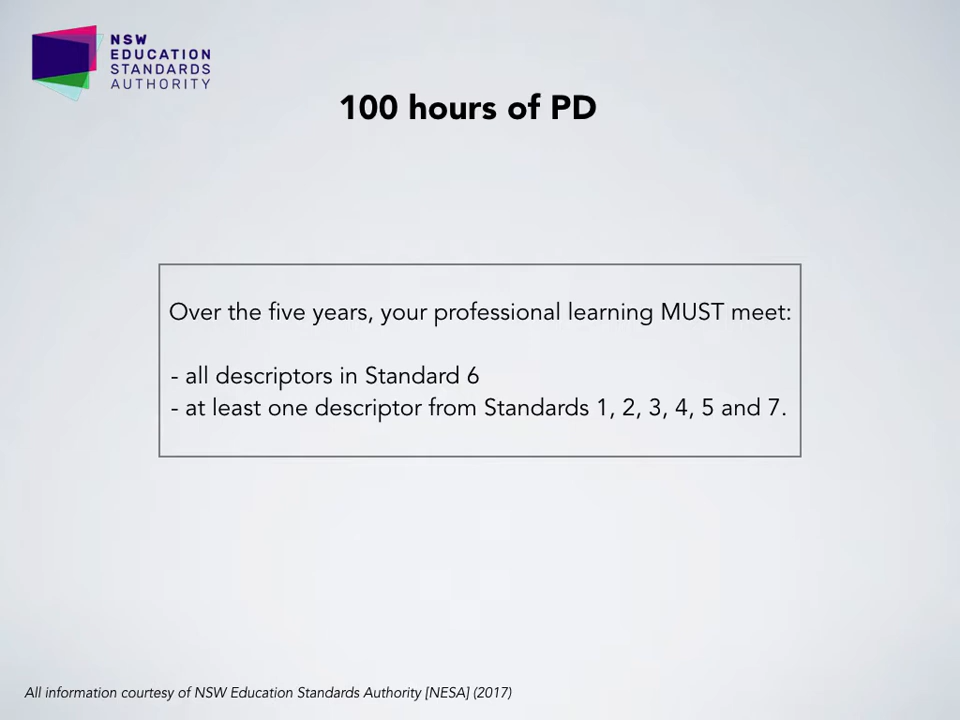 NSW
EDUCATION
STANDARDS
AUTHORITY
100 hours of PD
Over the five years, your professional learning MUST meet:
- all descriptors in Standard 6
- at least one descriptor from Standards 1, 2, 3, 4, 5 and 7.
All information courtesy of NSW Education Standards Authority [NESA] (2017)